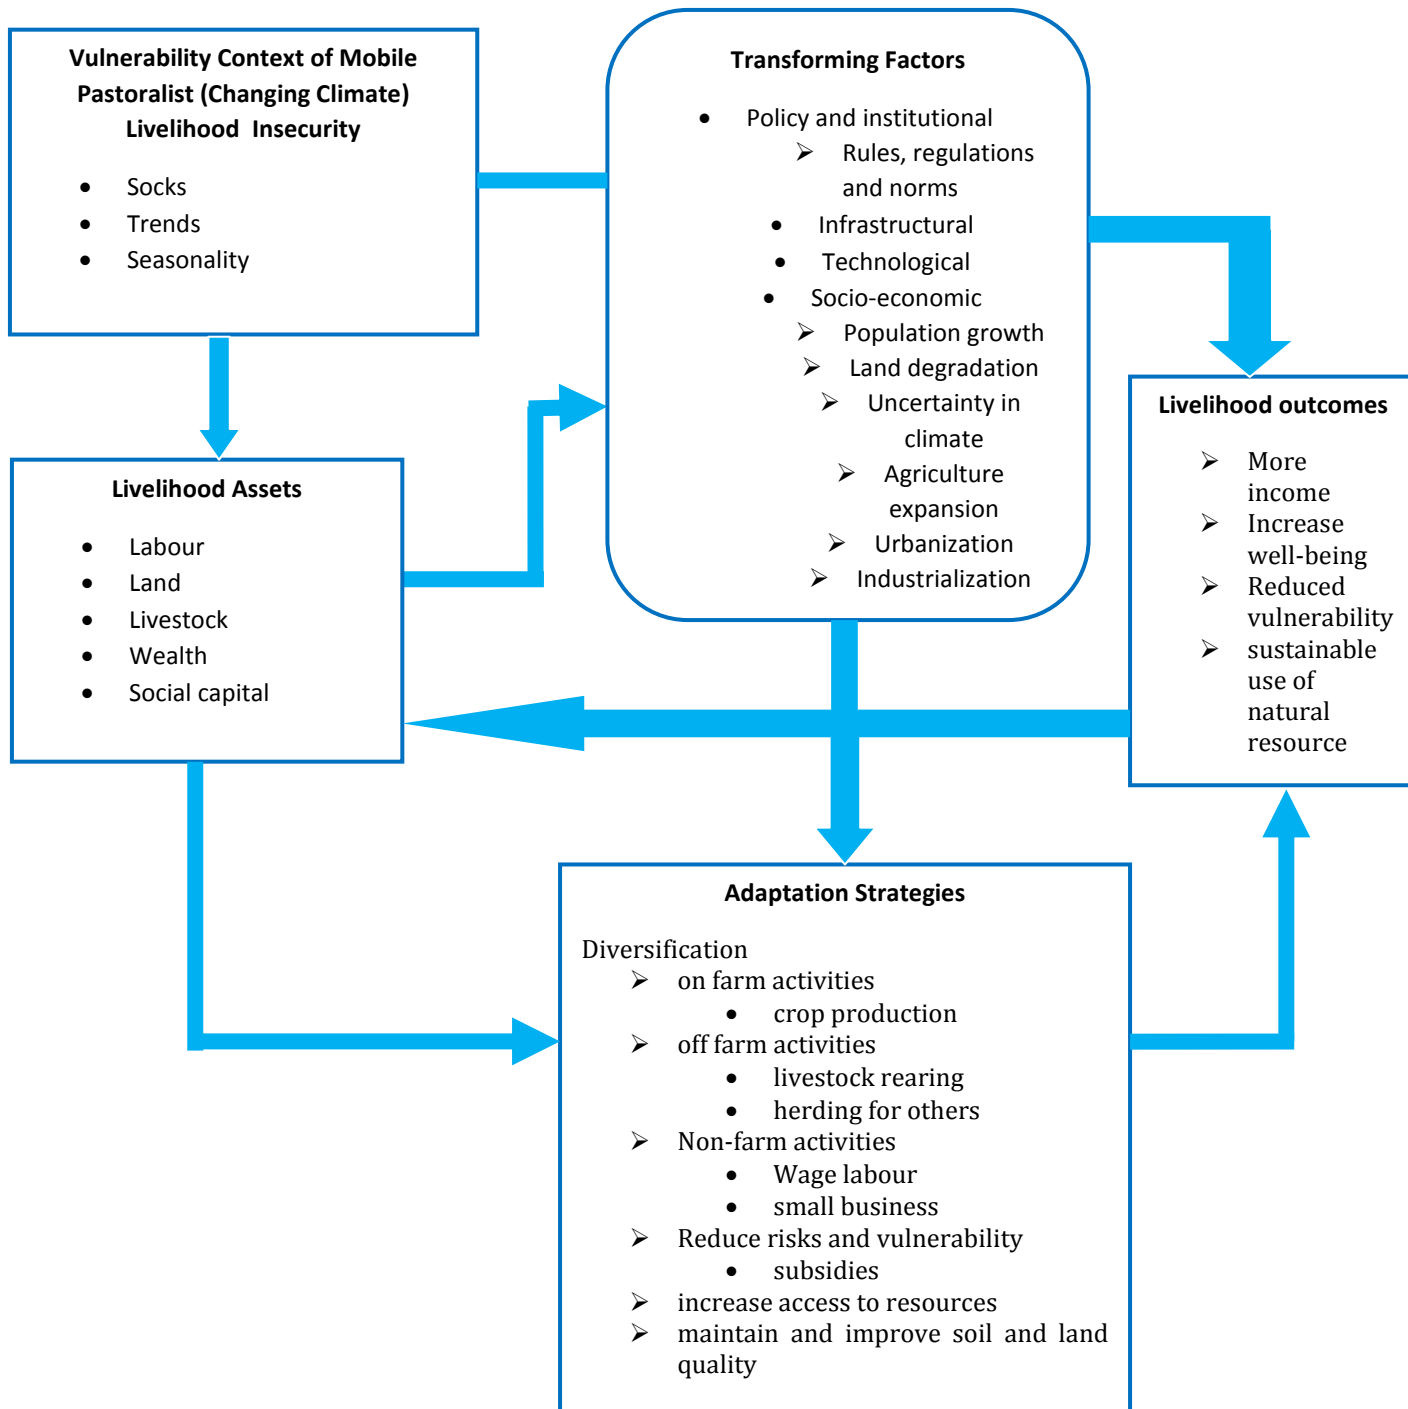 Vulnerability Context of Mobile
Pastoralist (Changing Climate)
Livelihood Insecurity
• Socks
• Trends
• Seasonality
Transforming Factors
• Policy and institutional
➢ Rules, regulations
and norms
• Infrastructural
• Technological
• Socio-economic
➢ Population growth
➢ Land degradation
➢ Uncertainty in
climate
➢ Agriculture
expansion
➢ Urbanization
➢ Industrialization
Livelihood Assets
• Labour
• Land
• Livestock
• Wealth
• Social capital
Livelihood outcomes
➢ More
income
➢ Increase
well-being
➢ Reduced
vulnerability
➢ sustainable
use of
natural
resource
Adaptation Strategies
Diversification
➢ on farm activities
• crop production
➢ off farm activities
• livestock rearing
• herding for others
➢ Non-farm activities
• Wage labour
• small business
➢ Reduce risks and vulnerability
• subsidies
➢ increase access to resources
➢ maintain and improve soil and land
quality